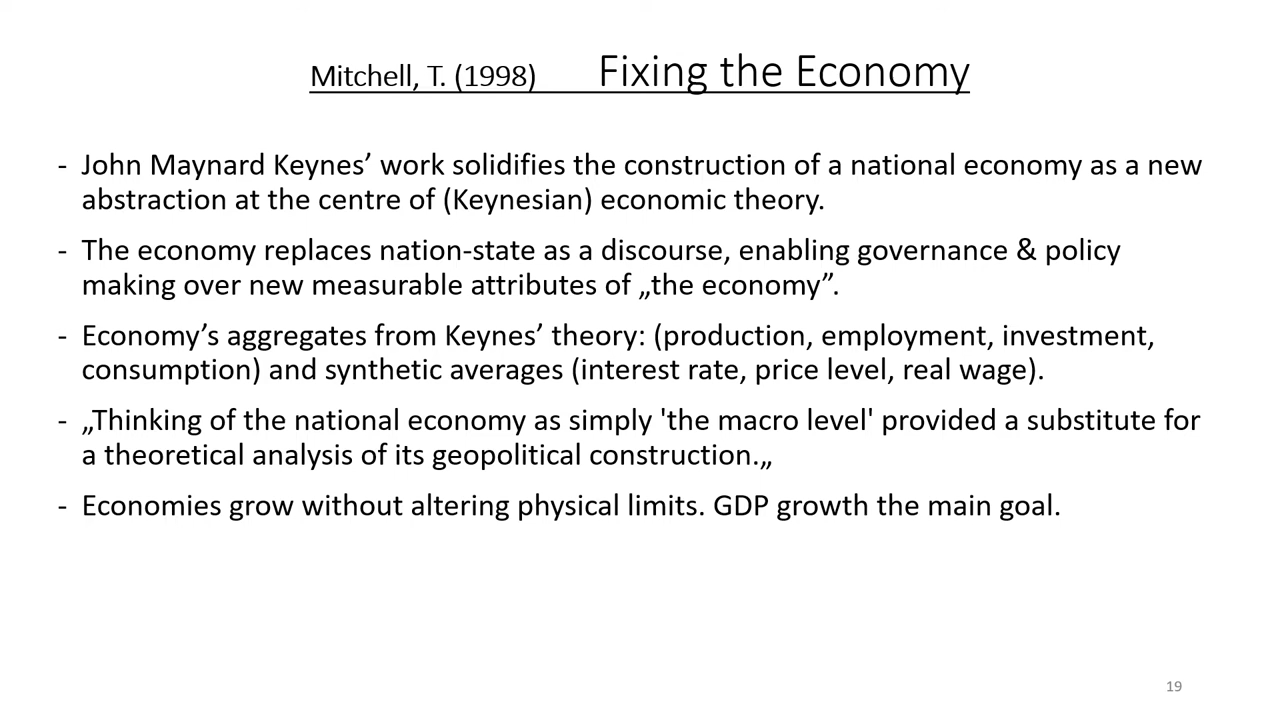 Mitchell, T. (1998) Fixing the Economy
- John Maynard Keynes’ work solidifies the construction of a national economy as a new
abstraction at the centre of (Keynesian) economic theory.
- The economy replaces nation-state as a discourse, enabling governance & policy
making over new measurable attributes of „the economy”.
- Economy’s aggregates from Keynes’ theory: (production, employment, investment,
consumption) and synthetic averages (interest rate, price level, real wage).
- „Thinking of the national economy as simply 'the macro level' provided a substitute for
a theoretical analysis of its geopolitical construction.„
- Economies grow without altering physical limits. GDP growth the main goal.
19